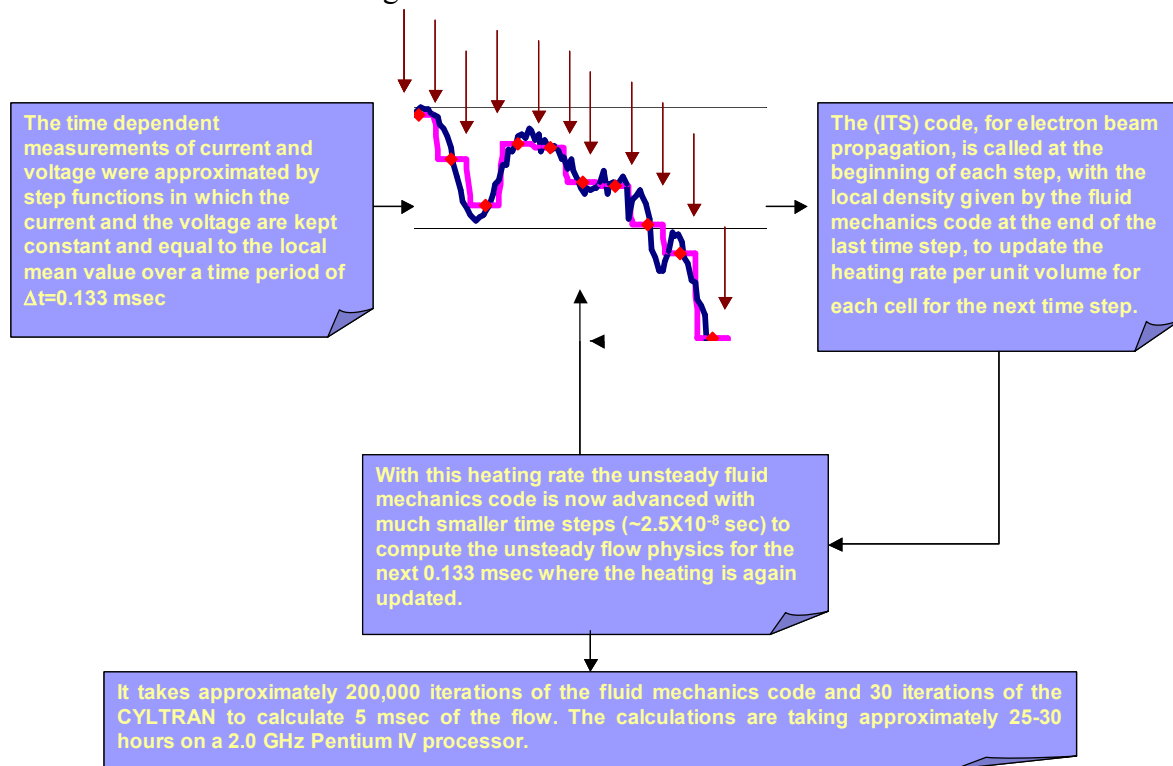 The time dependent
measurements of current and
voltage were approximated by
step functions in which the
current and the voltage are kept
constant and equal to the local
mean value over a time period of
Δt=0.133 msec
The (ITS) code, for electron beam
propagation, is called at the
beginning of each step, with the
local density given by the fluid
mechanics code at the end of the
last time step, to update the
heating rate per unit volume for
each cell for the next time step.
With this heating rate the unsteady fluid
mechanics code is now advanced with
much smaller time steps (~2.5X10⁻⁸ sec) to
compute the unsteady flow physics for the
next 0.133 msec where the heating is again
updated.
It takes approximately 200,000 iterations of the fluid mechanics code and 30 iterations of the
CYLTRAN to calculate 5 msec of the flow. The calculations are taking approximately 25-30
hours on a 2.0 GHz Pentium IV processor.